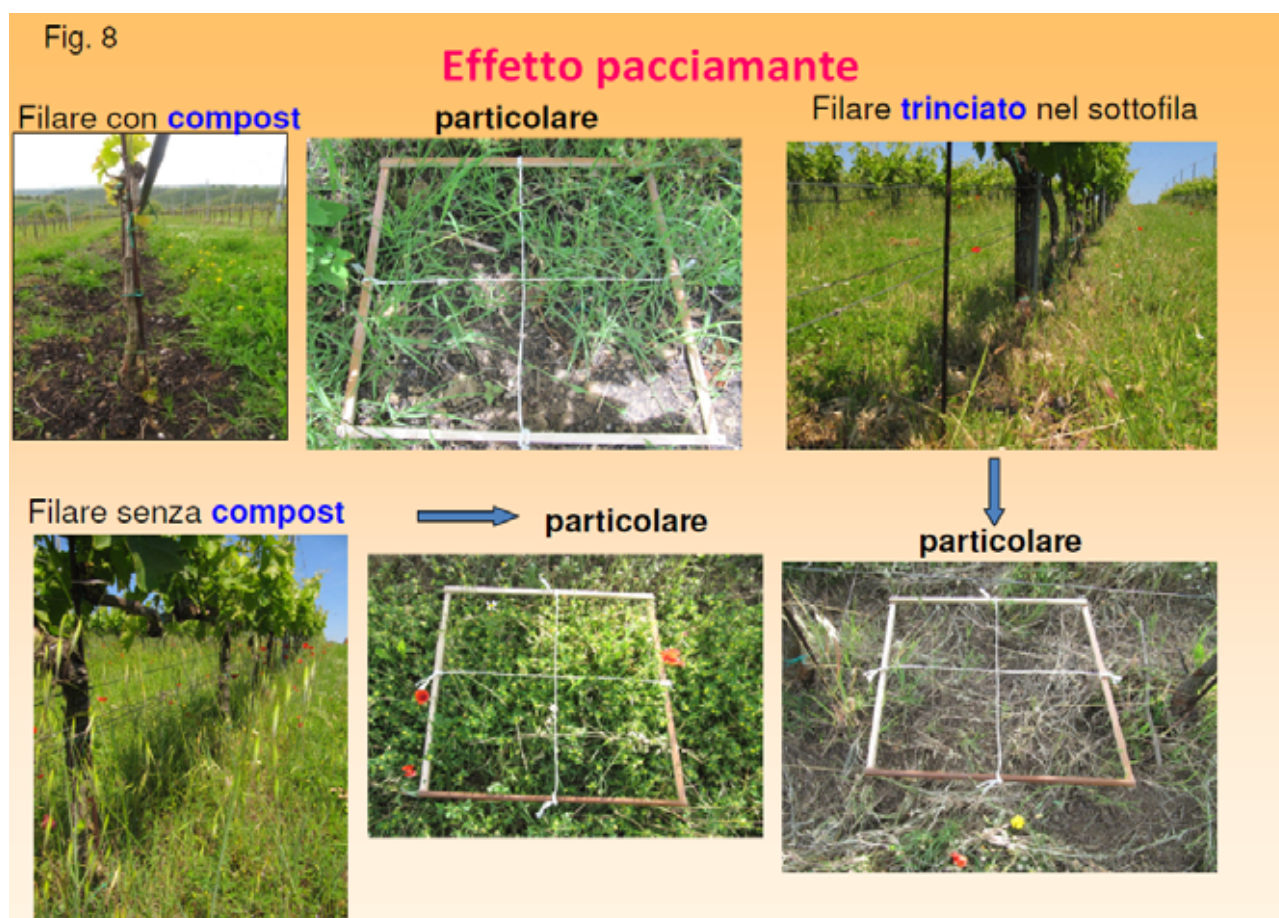 Fig. 8
Effetto pacciamante
Filare con compost
particolare
Filare trinciato nel sottofila
Filare senza compost
particolare
particolare